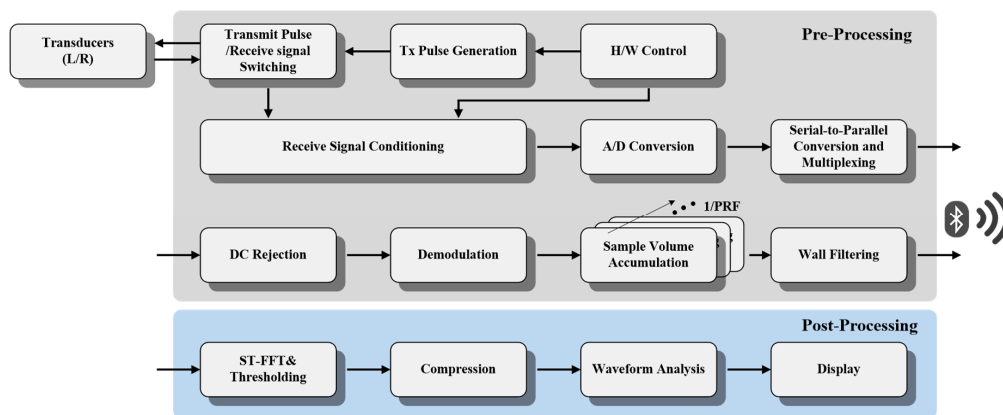 Pre-Processing
Transducers
(L/R)
Transmit Pulse
/Receive signal
Switching
Tx Pulse Generation
H/W Control
Receive Signal Conditioning
A/D Conversion
Serial-to-Parallel
Conversion and
Multiplexing
1/PRF
DC Rejection
Demodulation
Sample Volume
Accumulation
Wall Filtering
Post-Processing
ST-FFT&
Thresholding
Compression
Waveform Analysis
Display